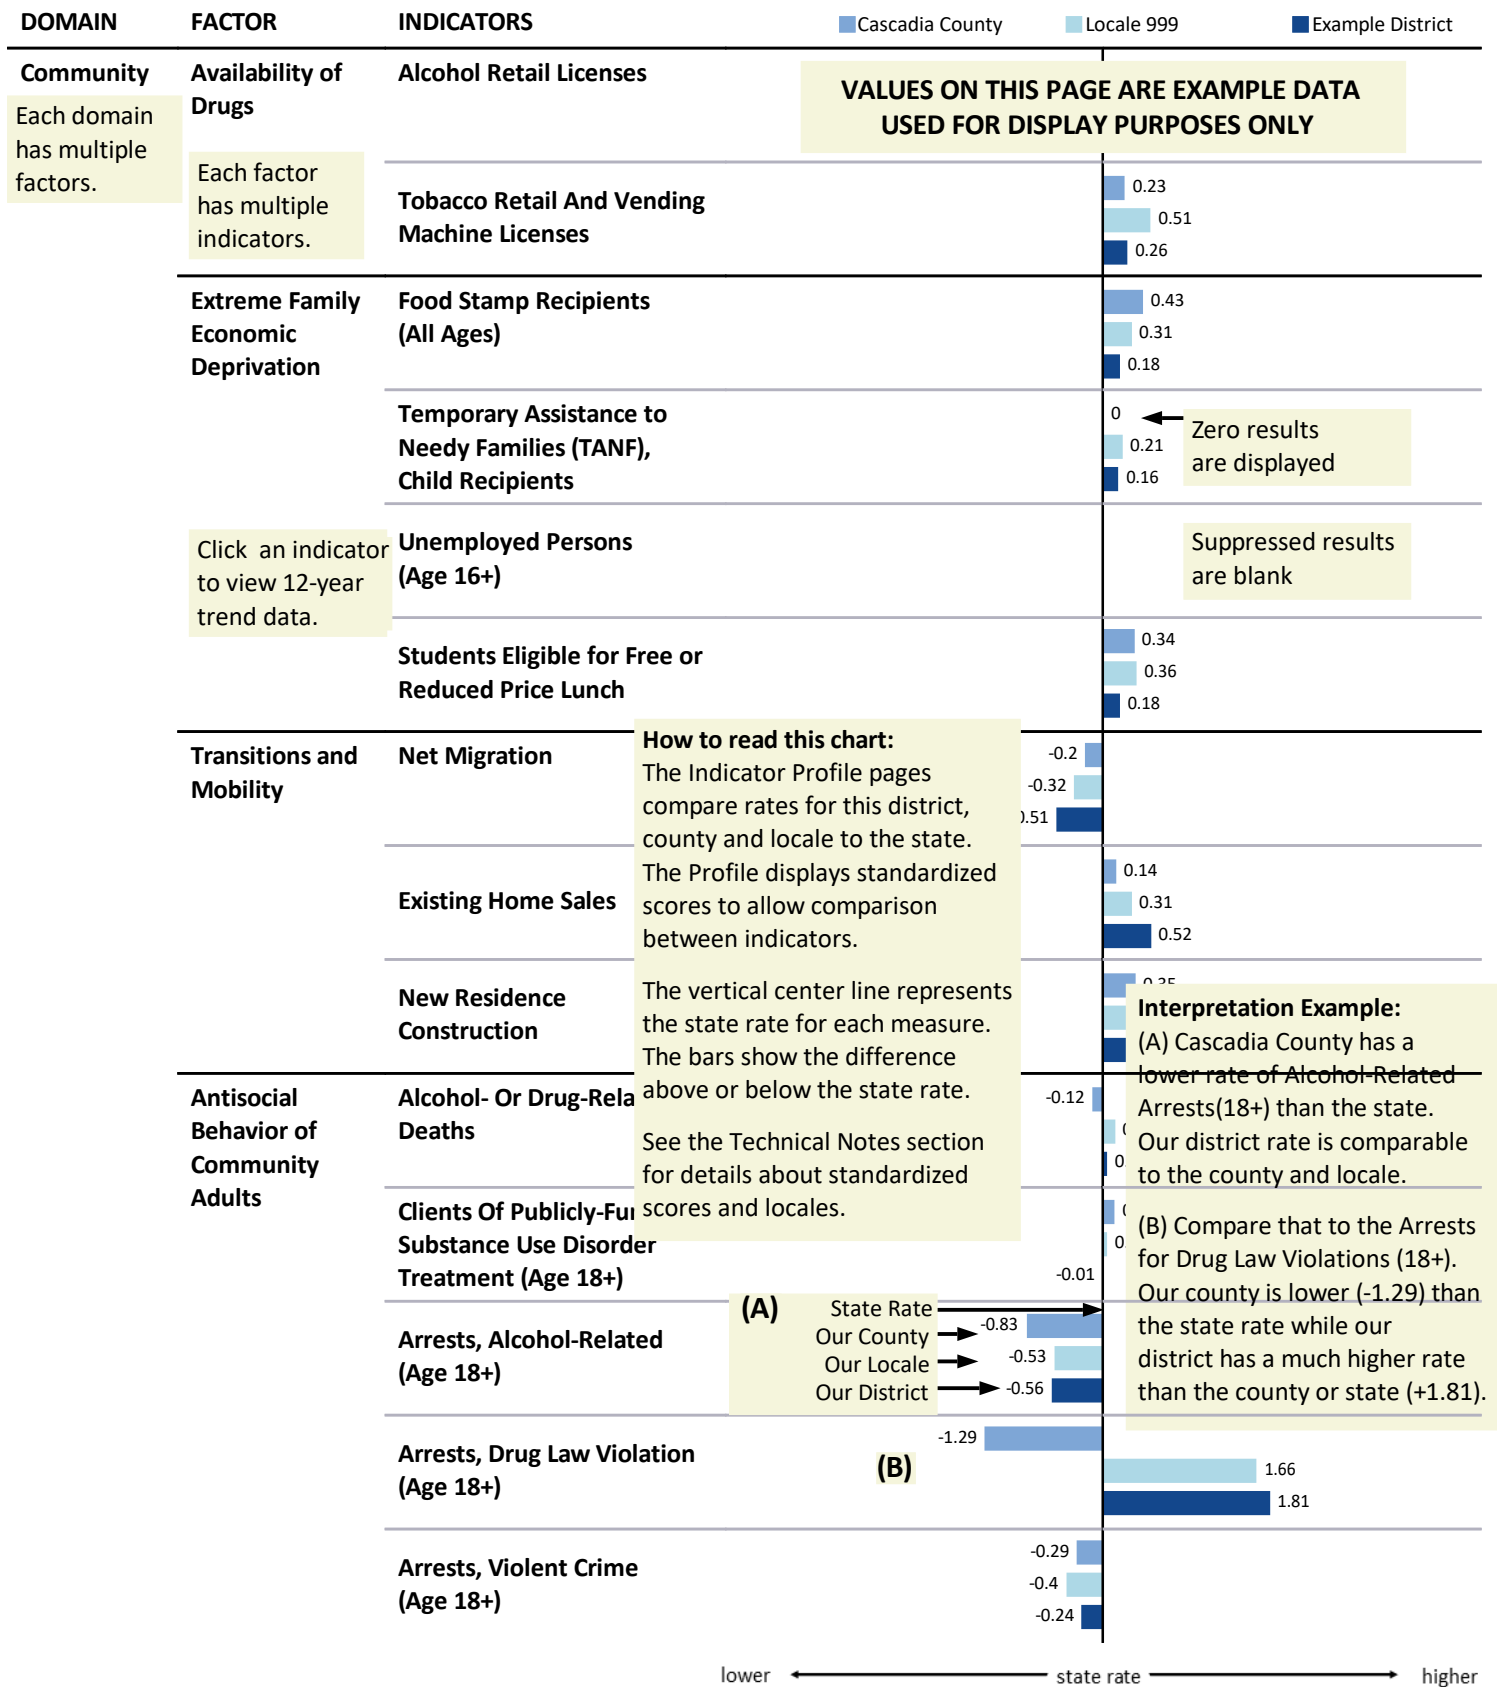 DOMAIN FACTOR INDICATORS Cascadia County Locale 999 Example District
Community
Each domain
has multiple
factors.
Availability of
Drugs
Each factor
has multiple
indicators.
Alcohol Retail Licenses
VALUES ON THIS PAGE ARE EXAMPLE DATA
USED FOR DISPLAY PURPOSES ONLY
Tobacco Retail And Vending
Machine Licenses
0.23
0.51
0.26
Extreme Family
Economic
Deprivation
Food Stamp Recipients
(All Ages)
0.43
0.31
0.18
Temporary Assistance to
Needy Families (TANF),
Child Recipients
0
0.21
0.16
Zero results
are displayed
Click an indicator
to view 12-year
trend data.
Unemployed Persons
(Age 16+)
Suppressed results
are blank
Students Eligible for Free or
Reduced Price Lunch
0.34
0.36
0.18
Transitions and
Mobility
Net Migration
-0.2
-0.32
0.51
How to read this chart:
The Indicator Profile pages
compare rates for this district,
county and locale to the state.
The Profile displays standardized
scores to allow comparison
between indicators.
The vertical center line represents
the state rate for each measure.
The bars show the difference
above or below the state rate.
See the Technical Notes section
for details about standardized
scores and locales.
Existing Home Sales
0.14
0.31
0.52
New Residence
Construction
Interpretation Example:
(A) Cascadia County has a
lower rate of Alcohol-Related
Arrests(18+) than the state.
Our district rate is comparable
to the county and locale.
(B) Compare that to the Arrests
for Drug Law Violations (18+).
Our county is lower (-1.29) than
the state rate while our
district has a much higher rate
than the county or state (+1.81).
Antisocial
Behavior of
Community
Adults
Alcohol- Or Drug-Rela
Deaths
-0.12
Clients Of Publicly-Fu
Substance Use Disorder
Treatment (Age 18+)
-0.01
Arrests, Alcohol-Related
(Age 18+)
(A)
State Rate
Our County
Our Locale
Our District
-0.83
-0.53
-0.56
Arrests, Drug Law Violation
(Age 18+)
(B)
-1.29
1.66
1.81
Arrests, Violent Crime
(Age 18+)
-0.29
-0.4
-0.24
lower state rate higher